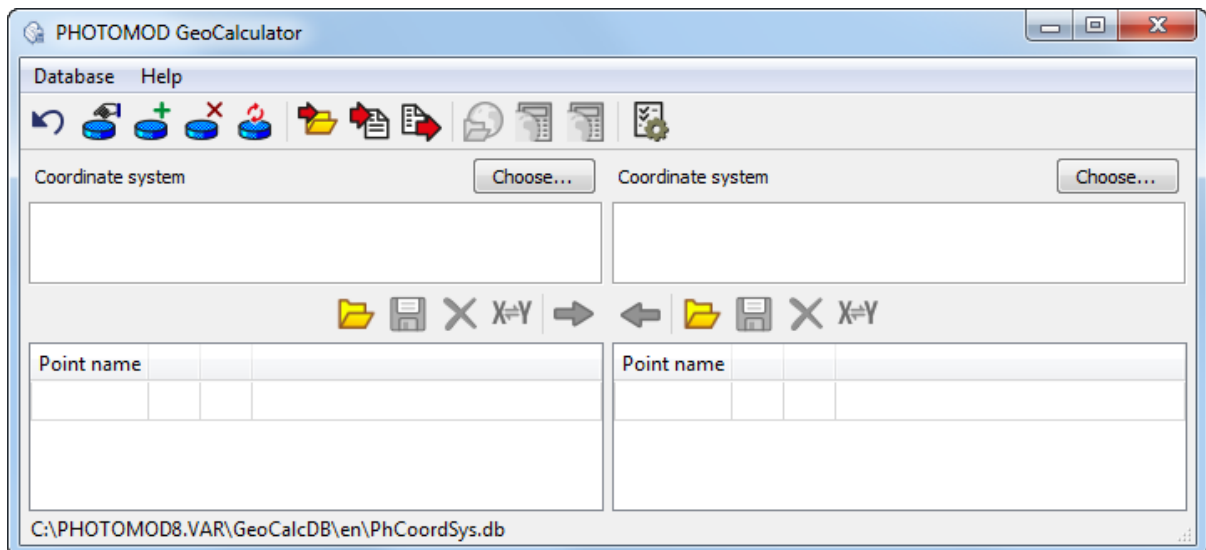 PHOTOMOD GeoCalculator
Database Help
Coordinate system Choose... Coordinate system Choose...
X⇌Y X⇌Y
Point name Point name
C:\PHOTOMOD8.VAR\GeoCalcDB\en\PhCoordSys.db